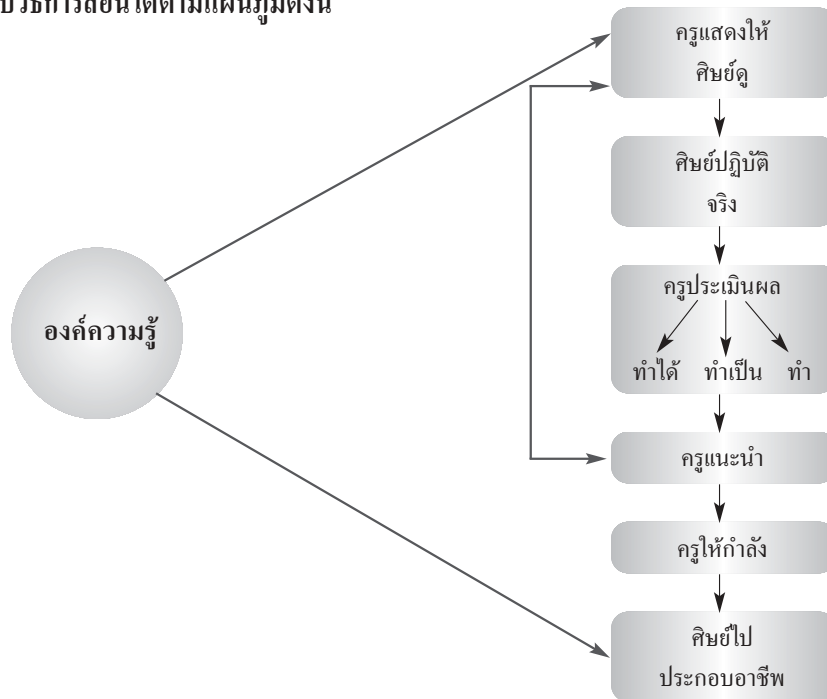 วิธีการสอนได้ตามแผนภูมิดังนี้
ครูแสดงให้
ศิษย์ดู
ศิษย์ปฏิบัติ
จริง
ครูประเมินผล
ทำได้ ทำเป็น ทำ
องค์ความรู้
ครูแนะนำ
ครูให้กำลัง
ศิษย์ไป
ประกอบอาชีพ